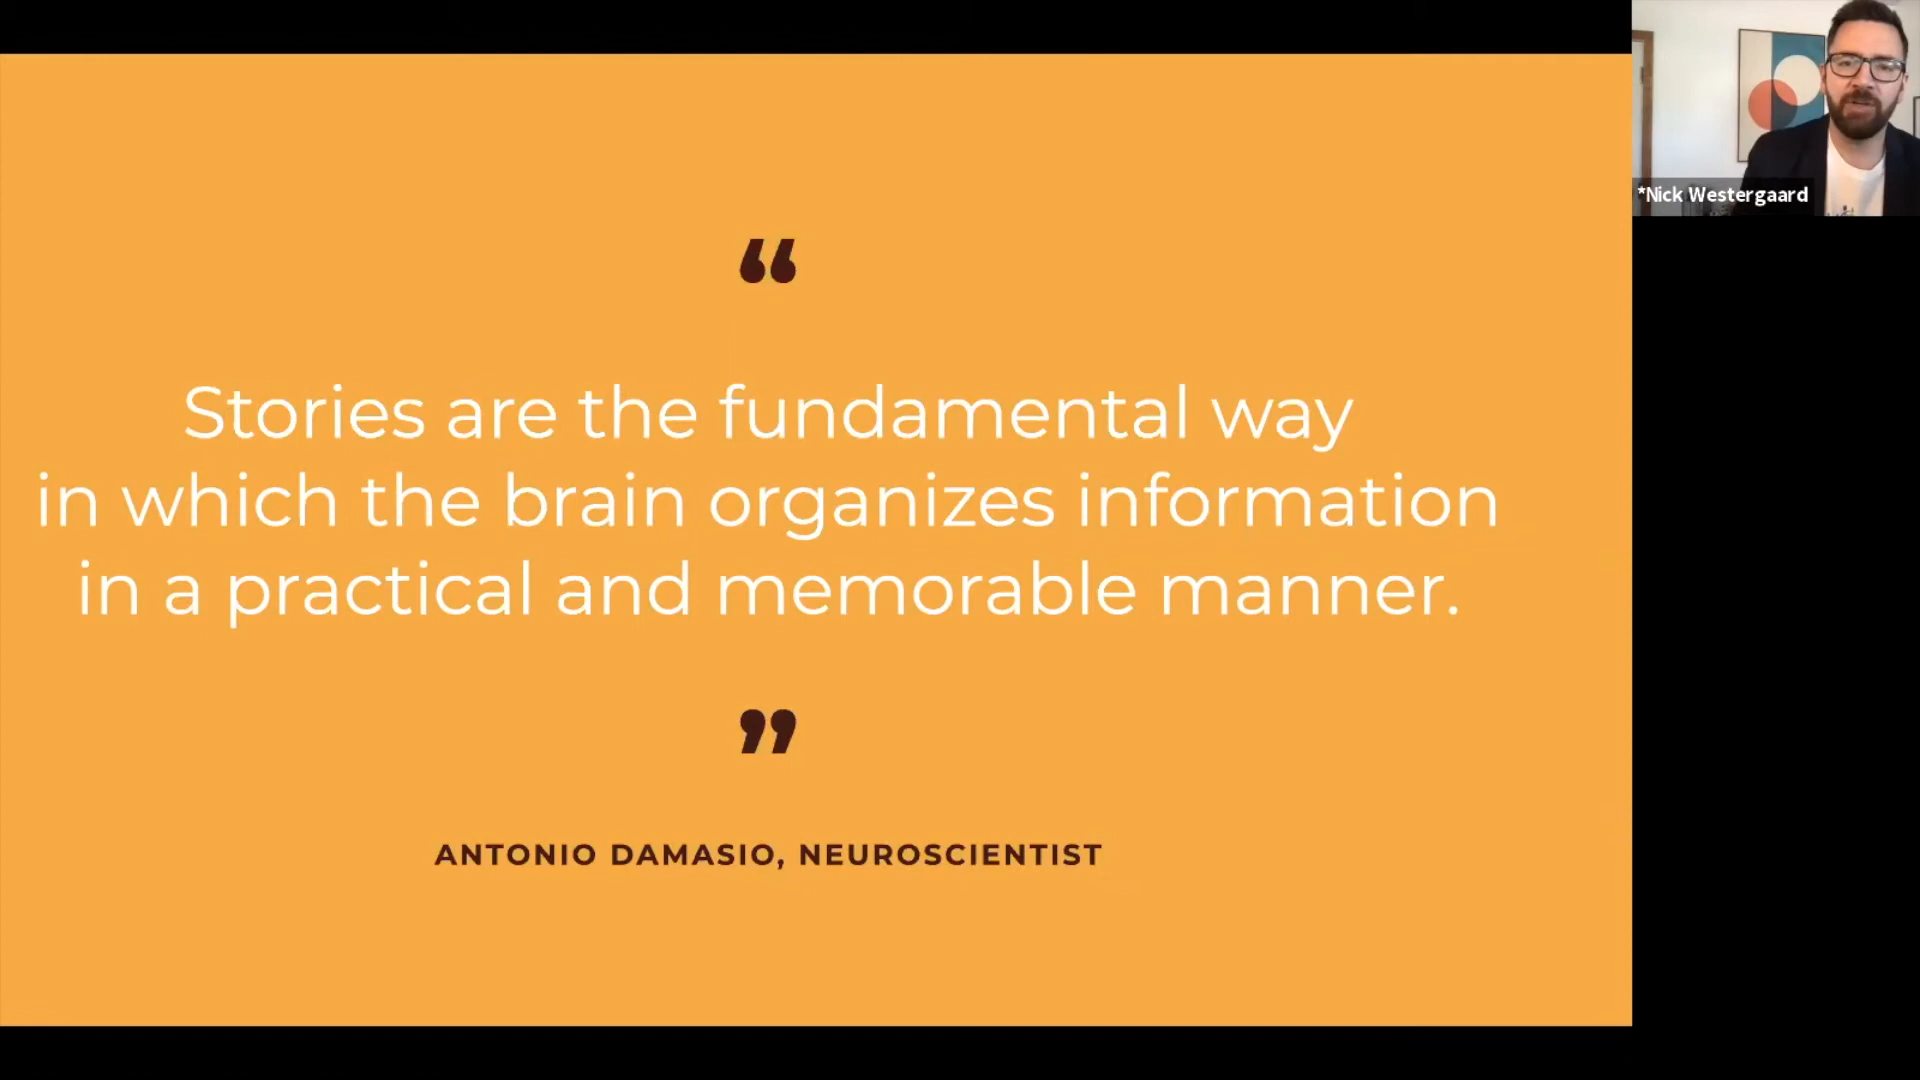 *Nick Westergaard
“
Stories are the fundamental way
in which the brain organizes information
in a practical and memorable manner.
”
ANTONIO DAMASIO, NEUROSCIENTIST